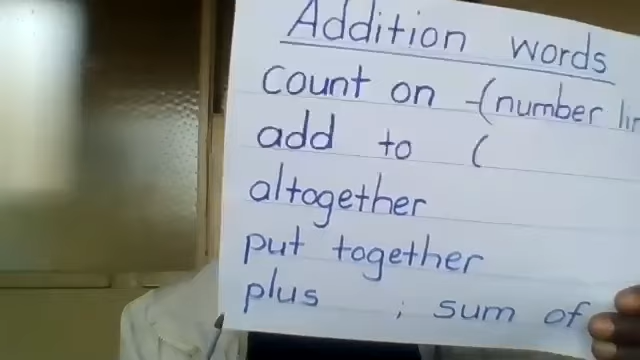 Addition words
count on -(number
add to (
altogether
put together
plus ; sum of